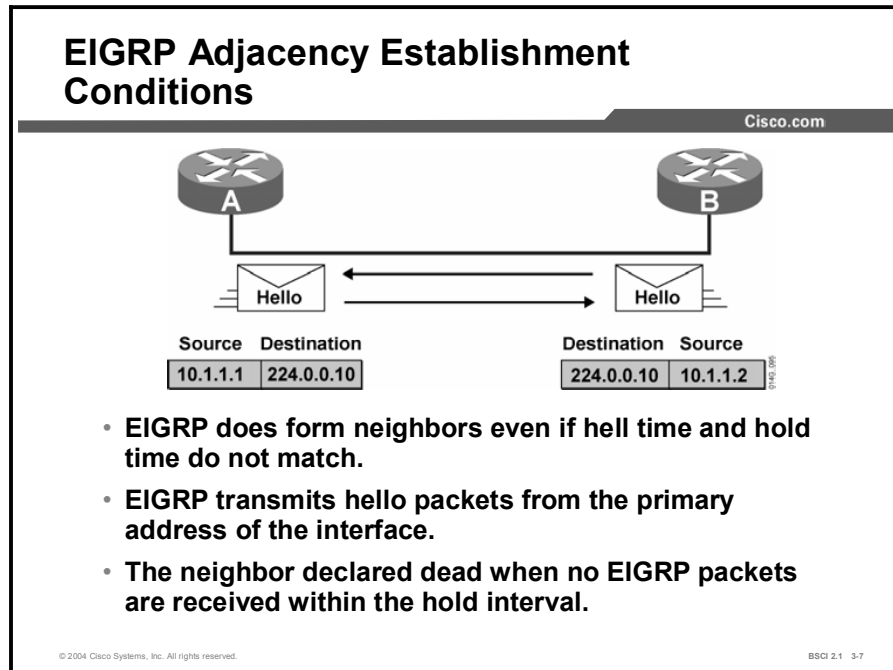 EIGRP Adjacency Establishment
Conditions
Cisco.com
A
B
Hello
Hello
Source Destination
10.1.1.1 224.0.0.10
Destination Source
224.0.0.10 10.1.1.2
014G_095
• EIGRP does form neighbors even if hell time and hold
time do not match.
• EIGRP transmits hello packets from the primary
address of the interface.
• The neighbor declared dead when no EIGRP packets
are received within the hold interval.
© 2004 Cisco Systems, Inc. All rights reserved.
BSCI 2.1 3-7